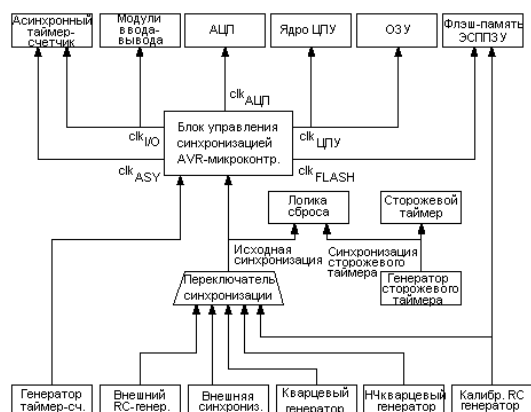 Асинхронный
таймер-
счетчик
Модули
ввода-
вывода
АЦП
Ядро ЦПУ
ОЗУ
Флэш-память
ЭСППЗУ
clkАЦП
clkI/O
Блок управления
синхронизацией
AVR-микроконтр.
clkЦПУ
clkASY
clkFLASH
Логика
сброса
Сторожевой
таймер
Исходная
синхронизация
Синхронизация
сторожевого
таймера
Переключатель
синхронизации
Генератор
сторожевого
таймера
Генератор
таймер-сч.
Внешний
RC-генер.
Внешняя
синхрониз.
Кварцевый
генератор
НЧкварцевый
генератор
Калибр. RC
генератор